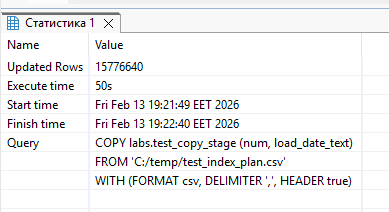 Статистика 1
Name Value
Updated Rows 15776640
Execute time 50s
Start time Fri Feb 13 19:21:49 EET 2026
Finish time Fri Feb 13 19:22:40 EET 2026
Query COPY labs.test_copy_stage (num, load_date_text)
FROM 'C:/temp/test_index_plan.csv'
WITH (FORMAT csv, DELIMITER ',', HEADER true)